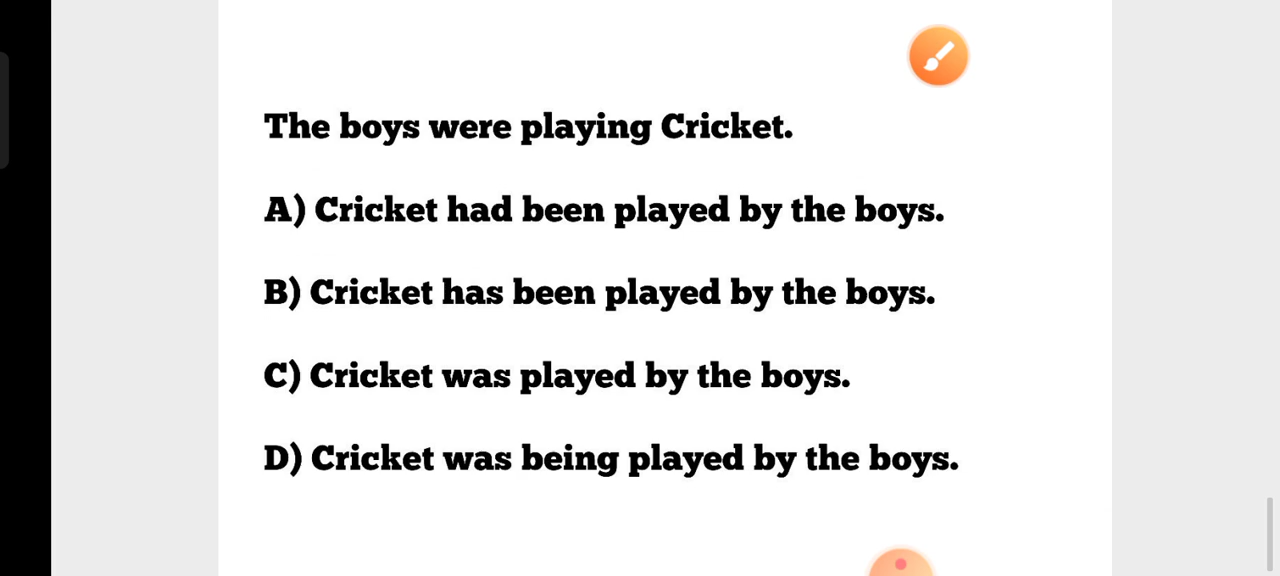 The boys were playing Cricket.
A) Cricket had been played by the boys.
B) Cricket has been played by the boys.
C) Cricket was played by the boys.
D) Cricket was being played by the boys.